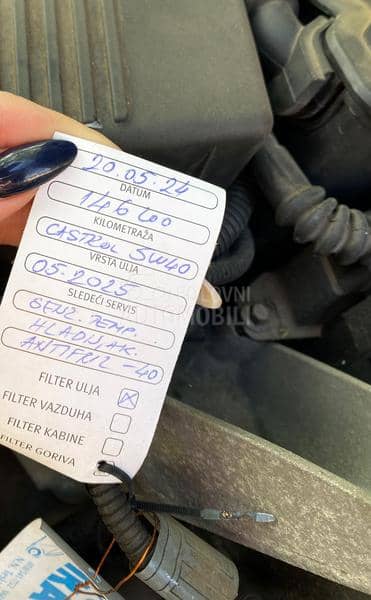 20.05.24
DATUM
146 600
KILOMETRAŽA
CASTROL 5W40
VRSTA ULJA
05.2025
SLEDEĆI SERVIS
SENZ. TEMP.
HLADNJAK.
ANTIFRIZ -40
FILTER ULJA
FILTER VAZDUHA
FILTER KABINE
FILTER GORIVA